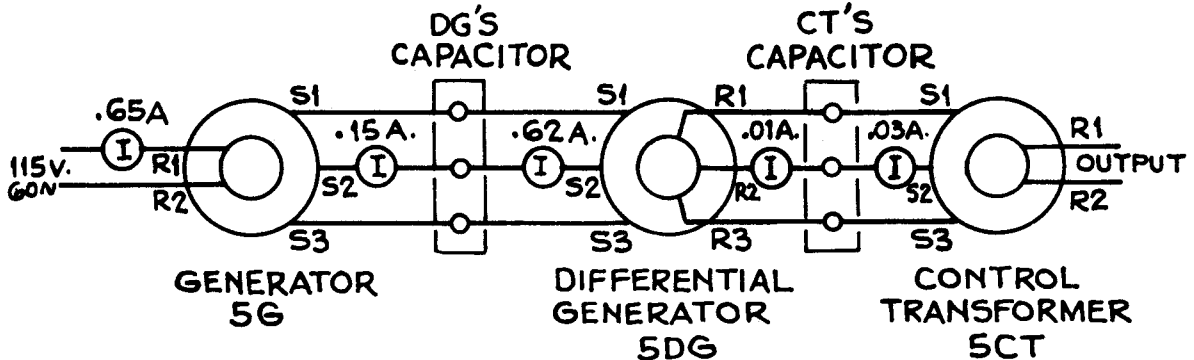 DG'S
CAPACITOR
CT'S
CAPACITOR
.65A
I
115V.
60N
R1
R2
S1
S2
S3
.15A.
I
.62A.
I
S1
S2
S3
R1
R2
R3
.01A.
I
.03A.
I
S1
S2
S3
R1
OUTPUT
R2
GENERATOR
5G
DIFFERENTIAL
GENERATOR
5DG
CONTROL
TRANSFORMER
5CT